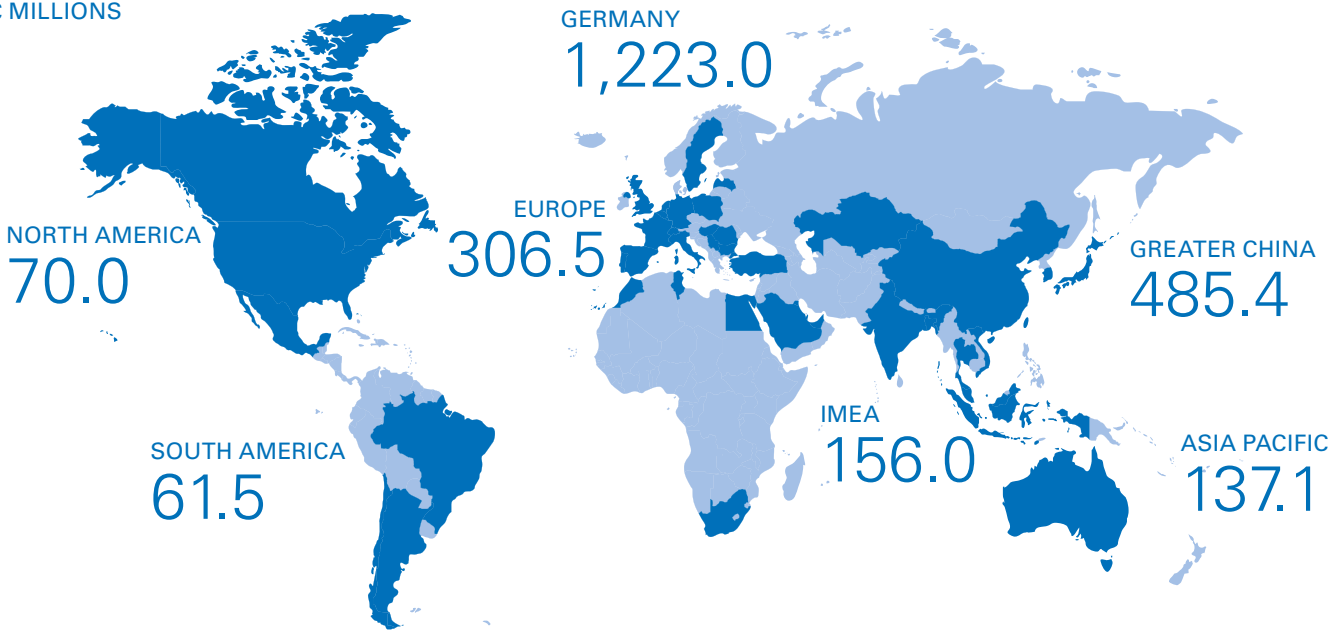 MILLIONS
GERMANY
1,223.0
EUROPE
306.5
NORTH AMERICA
70.0
GREATER CHINA
485.4
IMEA
156.0
SOUTH AMERICA
61.5
ASIA PACIFIC
137.1